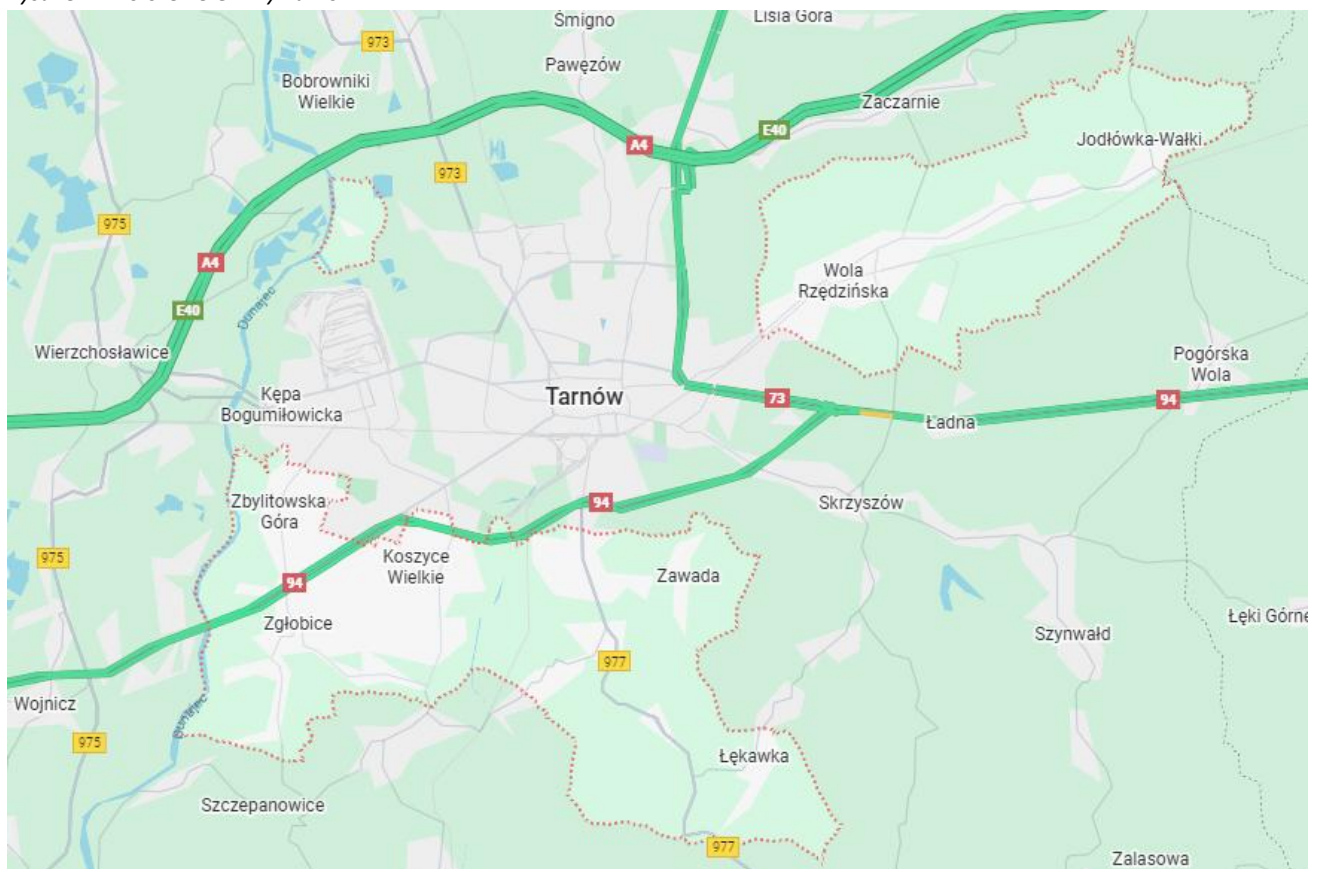 Śmigno
Lisia Góra
973
Pawęzów
Bobrowniki
Wielkie
Zaczarnie
E40
A4
Jodłówka-Wałki
973
975
A4
Wola
Rzędzińska
Dunajec
E40
Wierzchosławice
Pogórska
Wola
Kępa
Bogumiłowicka
Tarnów
73
94
Ładna
Zbylitowska
Góra
94
Skrzyszów
975
Koszyce
Wielkie
Zawada
94
Zgłobice
Łęki Górne
Szynwałd
977
Wojnicz
Dunajec
975
Łękawka
Szczepanowice
977
Zalasowa